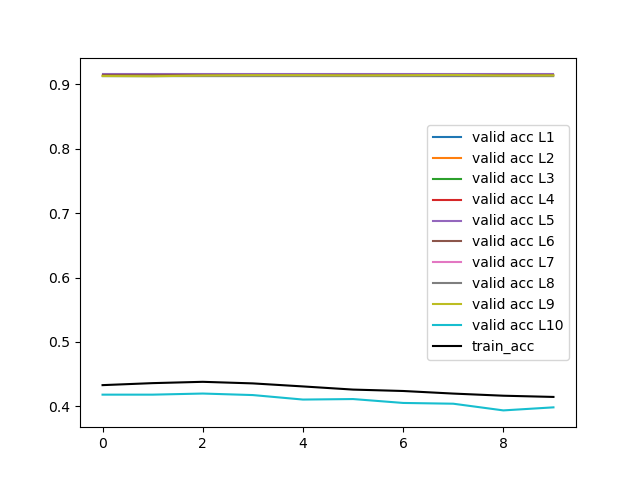 0.9
0.8
0.7
0.6
0.5
0.4
0
2
4
6
8
valid acc L1
valid acc L2
valid acc L3
valid acc L4
valid acc L5
valid acc L6
valid acc L7
valid acc L8
valid acc L9
valid acc L10
train_acc